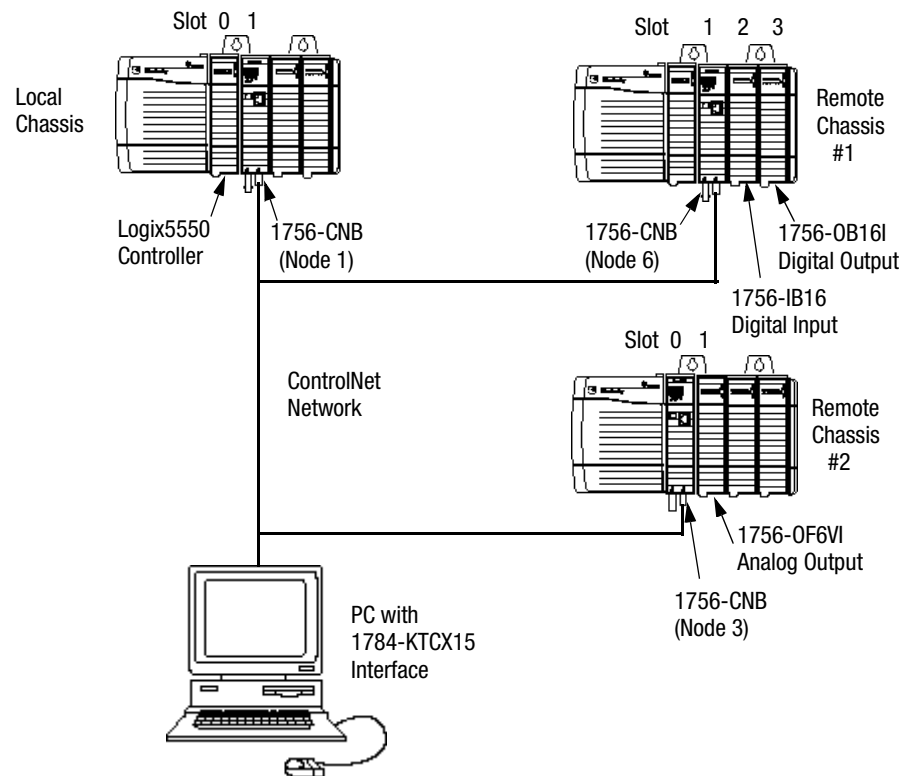 Slot 0 1
Local
Chassis
Logix5550
Controller
1756-CNB
(Node 1)
Slot 1 2 3
Remote
Chassis
#1
1756-CNB
(Node 6)
1756-OB16I
Digital Output
1756-IB16
Digital Input
ControlNet
Network
Slot 0 1
Remote
Chassis
#2
1756-OF6VI
Analog Output
1756-CNB
(Node 3)
PC with
1784-KTCX15
Interface